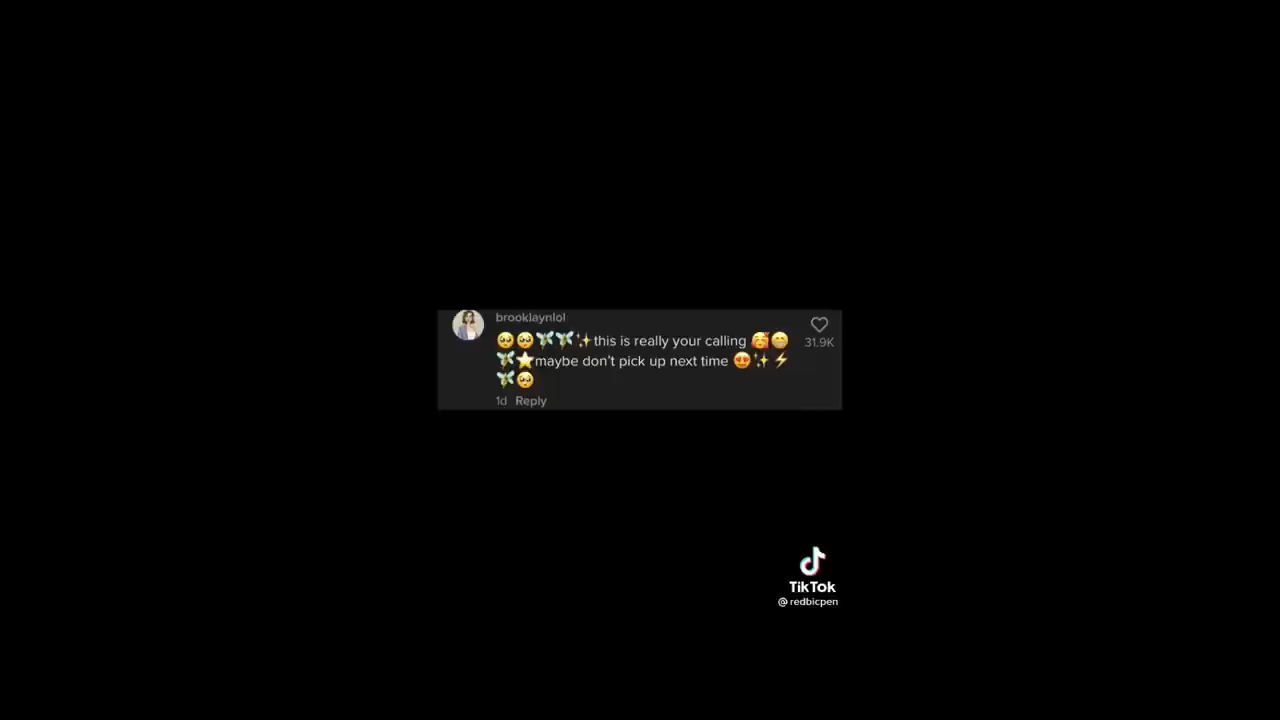 brooklaynlol
🥺🥺🧚🧚✨this is really your calling 🥰😁
🧚⭐maybe don't pick up next time 😍✨⚡
🧚🥺
31.9K
1d Reply
TikTok
@redbicpen